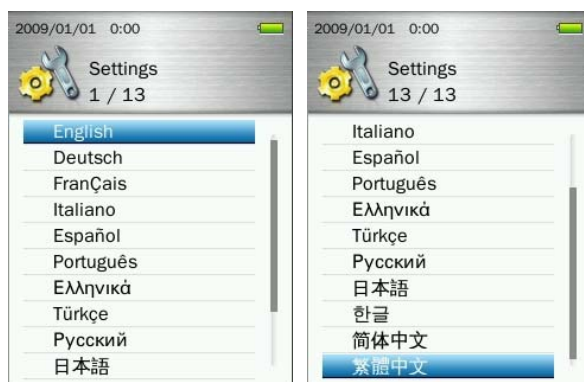 2009/01/01 0:00
Settings
1 / 13
English
Deutsch
FranÇais
Italiano
Español
Português
Ελληνικά
Türkçe
Русский
日本語
2009/01/01 0:00
Settings
13 / 13
Italiano
Español
Português
Ελληνικά
Türkçe
Русский
日本語
한글
简体中文
繁體中文